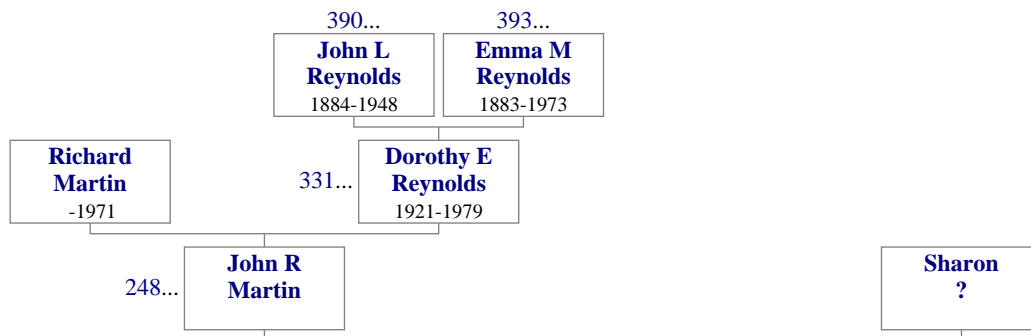 390...
393...
John L
Reynolds
1884-1948
Emma M
Reynolds
1883-1973
Richard
Martin
-1971
331...
Dorothy E
Reynolds
1921-1979
248...
John R
Martin
Sharon
?